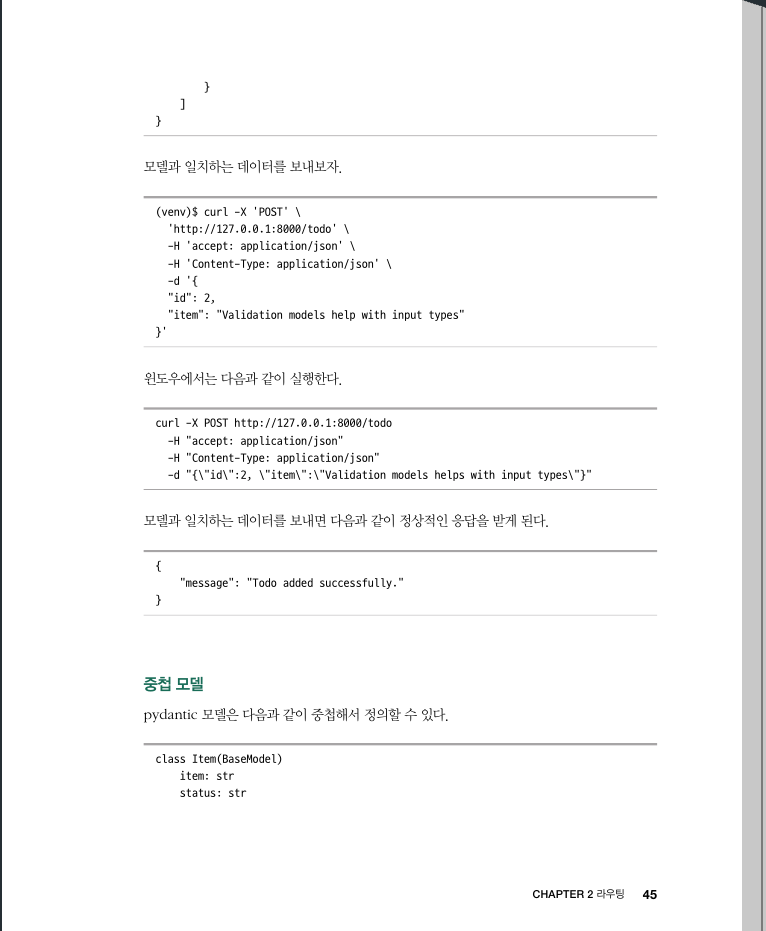 }
    ]
}
모델과 일치하는 데이터를 보내보자.
(venv)$ curl -X 'POST' \
  'http://127.0.0.1:8000/todo' \
  -H 'accept: application/json' \
  -H 'Content-Type: application/json' \
  -d '{
  "id": 2,
  "item": "Validation models help with input types"
}'
윈도우에서는 다음과 같이 실행한다.
curl -X POST http://127.0.0.1:8000/todo
  -H "accept: application/json"
  -H "Content-Type: application/json"
  -d "{\"id\":2, \"item\":\"Validation models helps with input types\"}"
모델과 일치하는 데이터를 보내면 다음과 같이 정상적인 응답을 받게 된다.
{
    "message": "Todo added successfully."
}
중첩 모델
pydantic 모델은 다음과 같이 중첩해서 정의할 수 있다.
class Item(BaseModel)
    item: str
    status: str
CHAPTER 2 라우팅 45